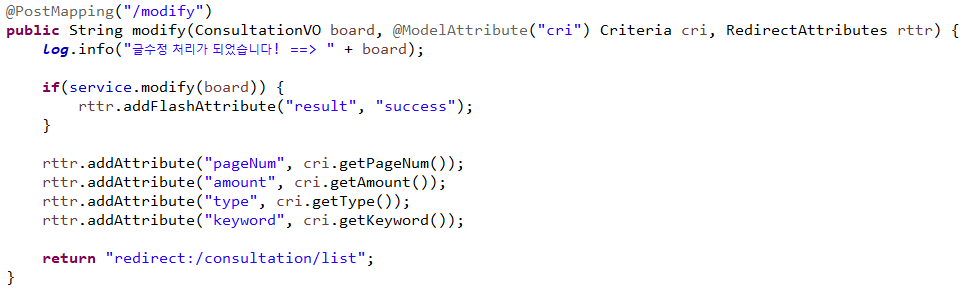 @PostMapping("/modify")
public String modify(ConsultationVO board, @ModelAttribute("cri") Criteria cri, RedirectAttributes rttr) {
    log.info("글수정 처리가 되었습니다! ==> " + board);

    if(service.modify(board)) {
        rttr.addFlashAttribute("result", "success");
    }

    rttr.addAttribute("pageNum", cri.getPageNum());
    rttr.addAttribute("amount", cri.getAmount());
    rttr.addAttribute("type", cri.getType());
    rttr.addAttribute("keyword", cri.getKeyword());

    return "redirect:/consultation/list";
}